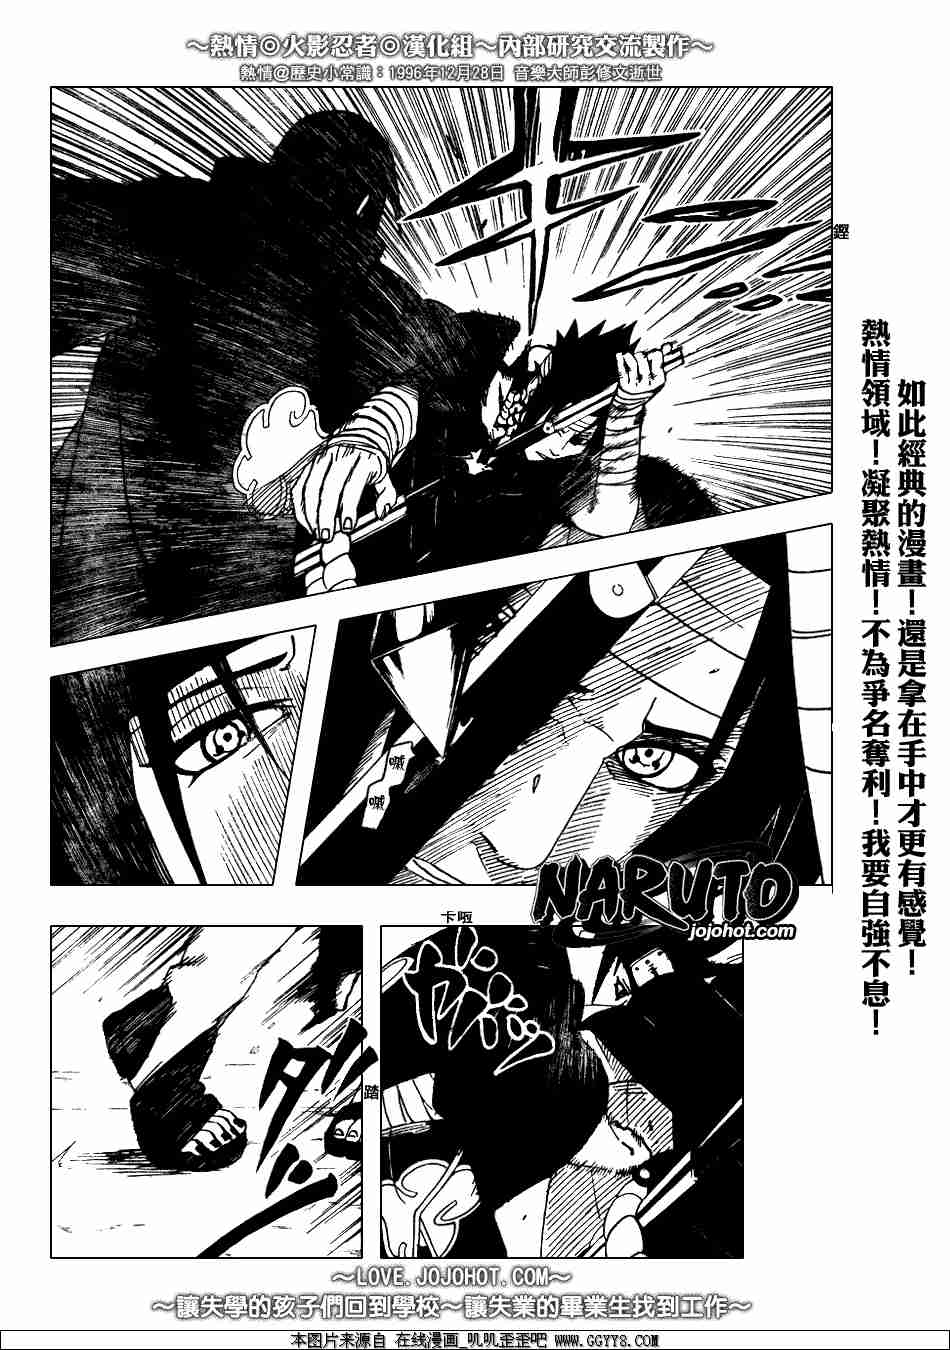 ～熱情◎火影忍者◎漢化組～內部研究交流製作～
熱情@歷史小常識：1996年12月28日 音樂大師彭修文逝世
鏗
如此經典的漫畫！還是拿在手中才更有感覺！
熱情領域！凝聚熱情！不為爭名奪利！我要自強不息！
嘁
嘁
NARUTO
jojohot.com
卡啦
ガバッ
ダッ
踏
～LOVE.JOJOHOT.COM～
～讓失學的孩子們回到學校～讓失業的畢業生找到工作～
本图片来源自 在线漫画_叽叽歪歪吧 www.GGYY8.com